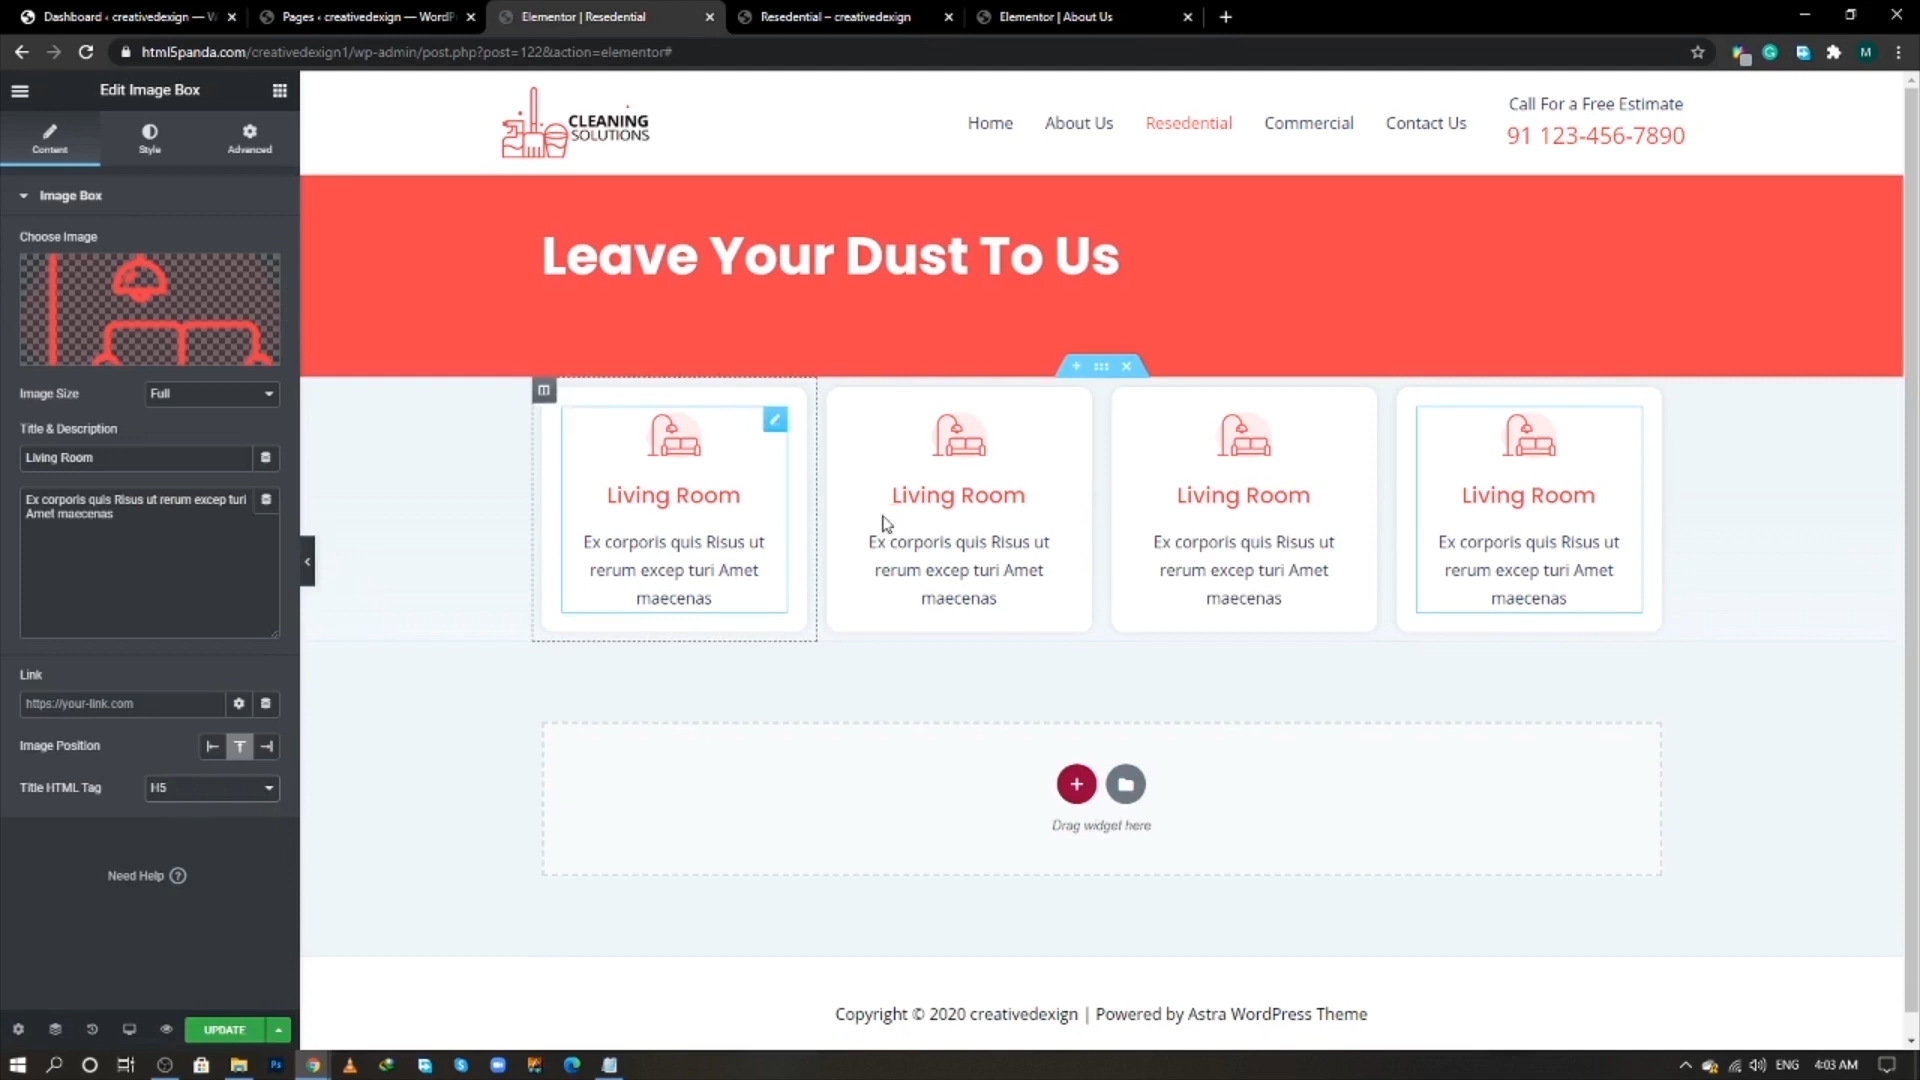 Dashboard ‹ creativedexign — W
Pages ‹ creativedexign — WordP
Elementor | Resedential
Resedential – creativedexign
Elementor | About Us
html5panda.com/creativedexign1/wp-admin/post.php?post=122&action=elementor#
M
Edit Image Box
Content
Style
Advanced
Image Box
Choose Image
Image Size
Full
Title & Description
Living Room
Ex corporis quis Risus ut rerum excep turi
Amet maecenas
Link
https://your-link.com
Image Position
Title HTML Tag
H5
Need Help ?
UPDATE
CLEANING
SOLUTIONS
Home
About Us
Resedential
Commercial
Contact Us
Call For a Free Estimate
91 123-456-7890
Leave Your Dust To Us
Living Room
Ex corporis quis Risus ut
rerum excep turi Amet
maecenas
Living Room
Ex corporis quis Risus ut
rerum excep turi Amet
maecenas
Living Room
Ex corporis quis Risus ut
rerum excep turi Amet
maecenas
Living Room
Ex corporis quis Risus ut
rerum excep turi Amet
maecenas
Drag widget here
Copyright © 2020 creativedexign | Powered by Astra WordPress Theme
Ps
ENG
4:03 AM